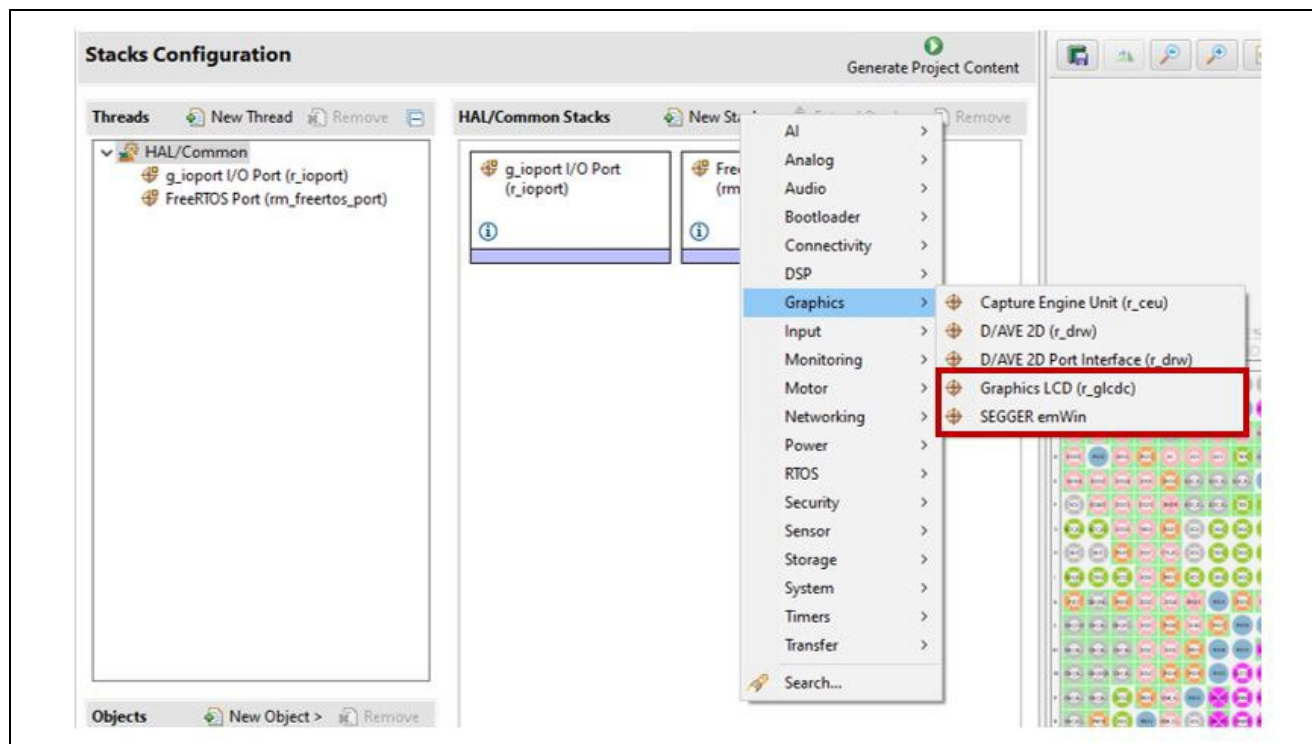 Stacks Configuration
Generate Project Content
Threads New Thread Remove
HAL/Common Stacks New Remove
HAL/Common
g_ioport I/O Port (r_ioport)
FreeRTOS Port (rm_freertos_port)
g_ioport I/O Port
(r_ioport)
AI
Analog
Audio
Bootloader
Connectivity
DSP
Graphics
Input
Monitoring
Motor
Networking
Power
RTOS
Security
Sensor
Storage
System
Timers
Transfer
Search...
Capture Engine Unit (r_ceu)
D/AVE 2D (r_drw)
D/AVE 2D Port Interface (r_drw)
Graphics LCD (r_glcdc)
SEGGER emWin
Objects New Object > Remove